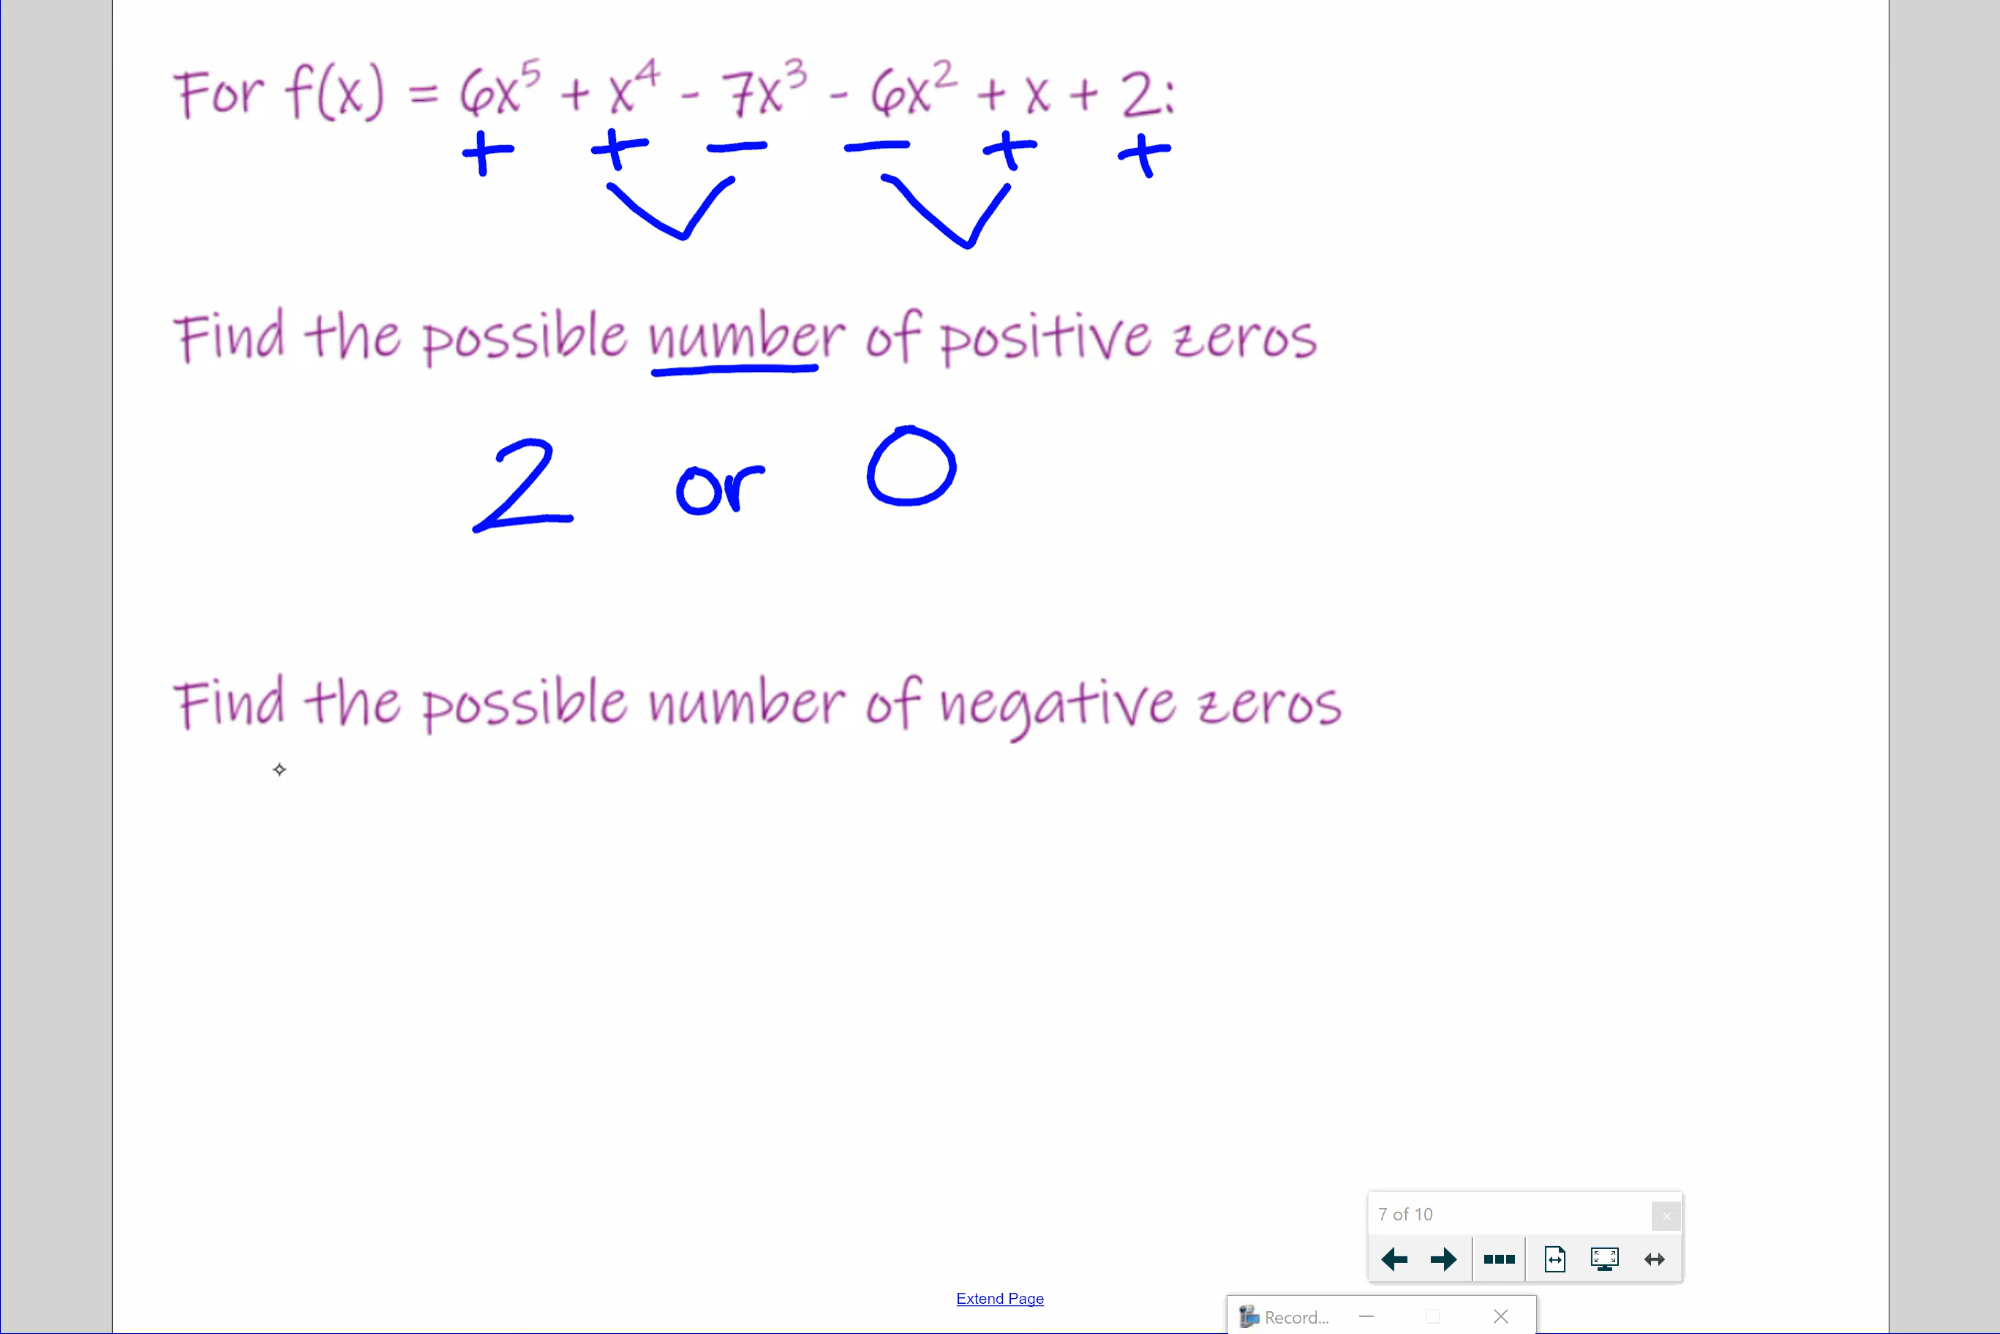 For f(x) = 6x⁵ + x⁴ - 7x³ - 6x² + x + 2:
+ + − − + +
Find the possible number of positive zeros
2 or 0
Find the possible number of negative zeros
7 of 10
Extend Page
Record...